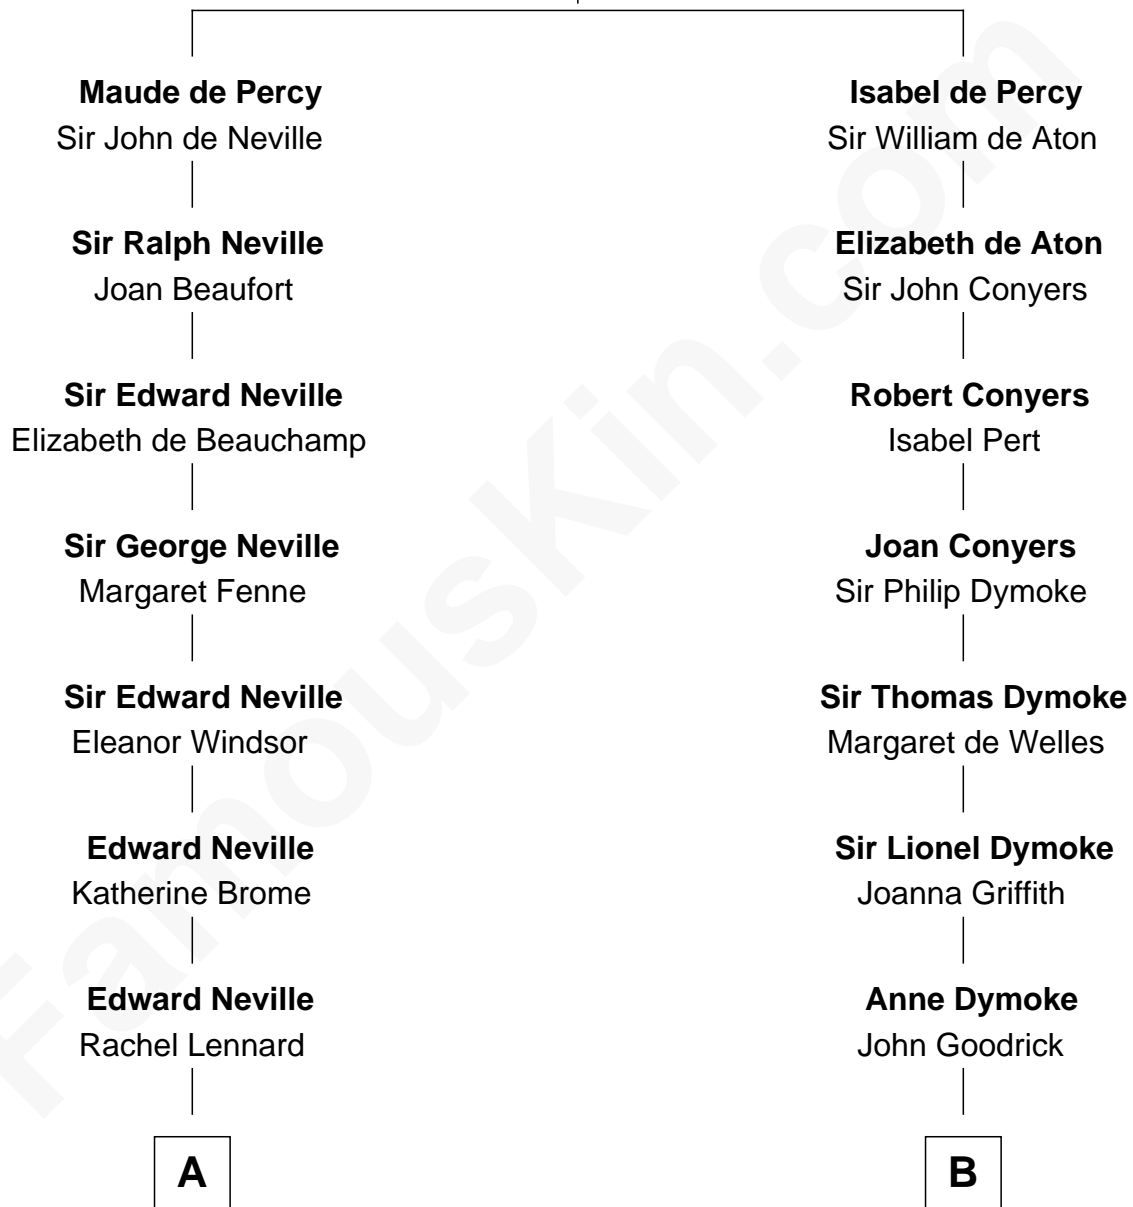 Maude de Percy
Sir John de Neville
Isabel de Percy
Sir William de Aton
Sir Ralph Neville
Joan Beaufort
Elizabeth de Aton
Sir John Conyers
Sir Edward Neville
Elizabeth de Beauchamp
Robert Conyers
Isabel Pert
Sir George Neville
Margaret Fenne
Joan Conyers
Sir Philip Dymoke
Sir Edward Neville
Eleanor Windsor
Sir Thomas Dymoke
Margaret de Welles
Edward Neville
Katherine Brome
Sir Lionel Dymoke
Joanna Griffith
Edward Neville
Rachel Lennard
Anne Dymoke
John Goodrick
A
B
FamousKin.com